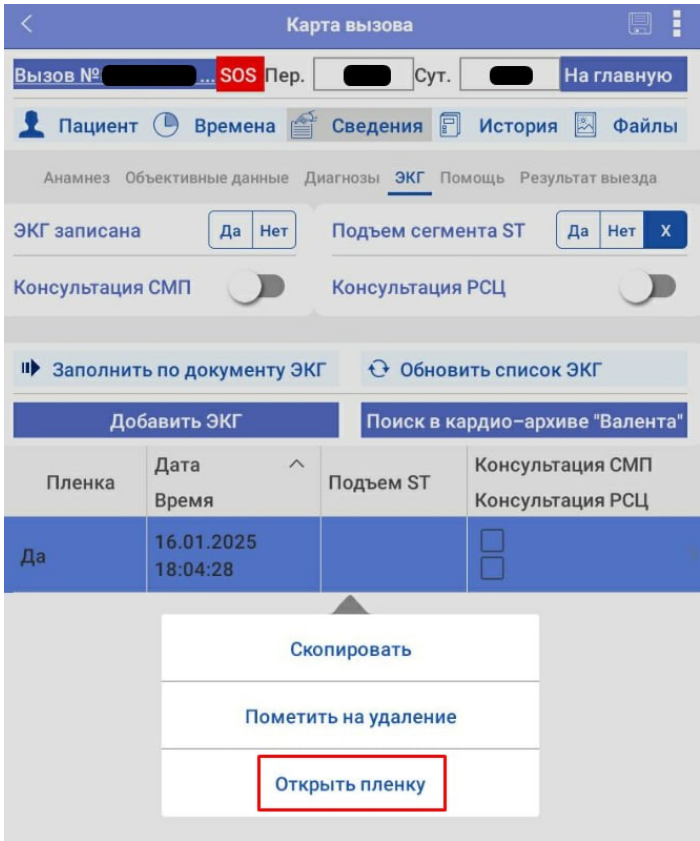 Карта вызова
Вызов № ... SOS Пер. Сут. На главную
Пациент Времена Сведения История Файлы
Анамнез Объективные данные Диагнозы ЭКГ Помощь Результат выезда
ЭКГ записана Да Нет Подъем сегмента ST Да Нет X
Консультация СМП Консультация РСЦ
Заполнить по документу ЭКГ Обновить список ЭКГ
Добавить ЭКГ Поиск в кардио-архиве "Валента"
Пленка Дата Время Подъем ST Консультация СМП Консультация РСЦ
Да 16.01.2025 18:04:28
Скопировать
Пометить на удаление
Открыть пленку